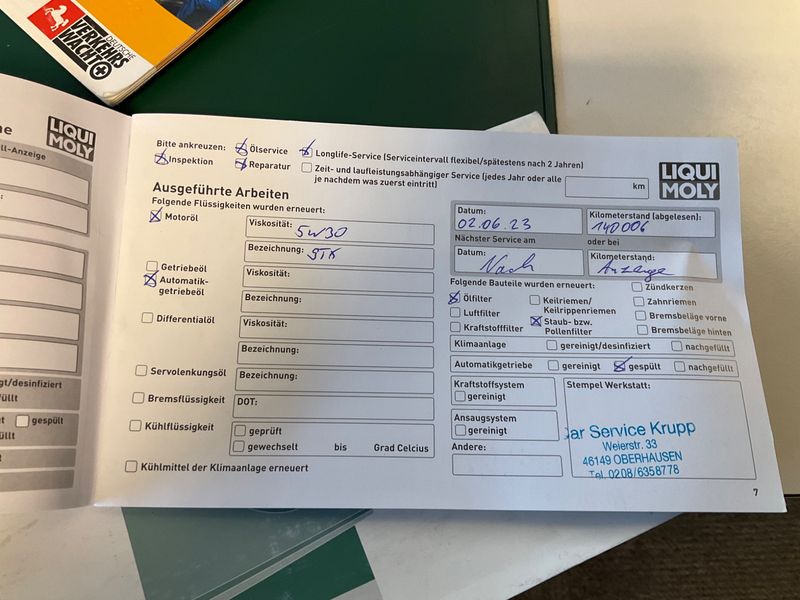 DEUTSCHE
VERKEHRS
WACHT
ne
LIQUI
MOLY
ll-Anzeige
gt/desinfiziert
füllt
et
gespült
üllt
Bitte ankreuzen:
Ölservice
Longlife-Service (Serviceintervall flexibel/spätestens nach 2 Jahren)
Inspektion
Reparatur
Zeit- und laufleistungsabhängiger Service (jedes Jahr oder alle
je nachdem was zuerst eintritt)
km
LIQUI
MOLY
Ausgeführte Arbeiten
Folgende Flüssigkeiten wurden erneuert:
Motoröl
Viskosität:
5W30
Bezeichnung:
Getriebeöl
Automatik-
getriebeöl
Viskosität:
Bezeichnung:
Differentialöl
Viskosität:
Bezeichnung:
Servolenkungsöl
Bezeichnung:
Bremsflüssigkeit
DOT:
Kühlflüssigkeit
geprüft
gewechselt bis Grad Celcius
Kühlmittel der Klimaanlage erneuert
Datum:
02.06.23
Kilometerstand (abgelesen):
140006
Nächster Service am
oder bei
Datum:
Nach
Kilometerstand:
Anzeige
Folgende Bauteile wurden erneuert:
Zündkerzen
Ölfilter
Keilriemen/
Keilrippenriemen
Zahnriemen
Luftfilter
Staub- bzw.
Pollenfilter
Bremsbeläge vorne
Kraftstofffilter
Bremsbeläge hinten
Klimaanlage
gereinigt/desinfiziert
nachgefüllt
Automatikgetriebe
gereinigt
gespült
nachgefüllt
Kraftstoffsystem
gereinigt
Ansaugsystem
gereinigt
Andere:
Stempel Werkstatt:
ar Service Krupp
Weierstr. 33
46149 OBERHAUSEN
Tel. 0208/6358778
7